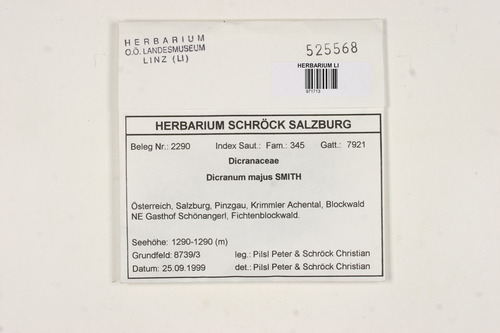 HERBARIUM
O.Ö. LANDESMUSEUM
LINZ (LI)
525568
HERBARIUM LI
971713
HERBARIUM SCHRÖCK SALZBURG
Beleg Nr.: 2290 Index Saut.: Fam.: 345 Gatt.: 7921
Dicranaceae
Dicranum majus SMITH
Österreich, Salzburg, Pinzgau, Krimmler Achental, Blockwald
NE Gasthof Schönangerl, Fichtenblockwald.
Seehöhe: 1290-1290 (m)
Grundfeld: 8739/3 leg.: Pilsl Peter & Schröck Christian
Datum: 25.09.1999 det.: Pilsl Peter & Schröck Christian